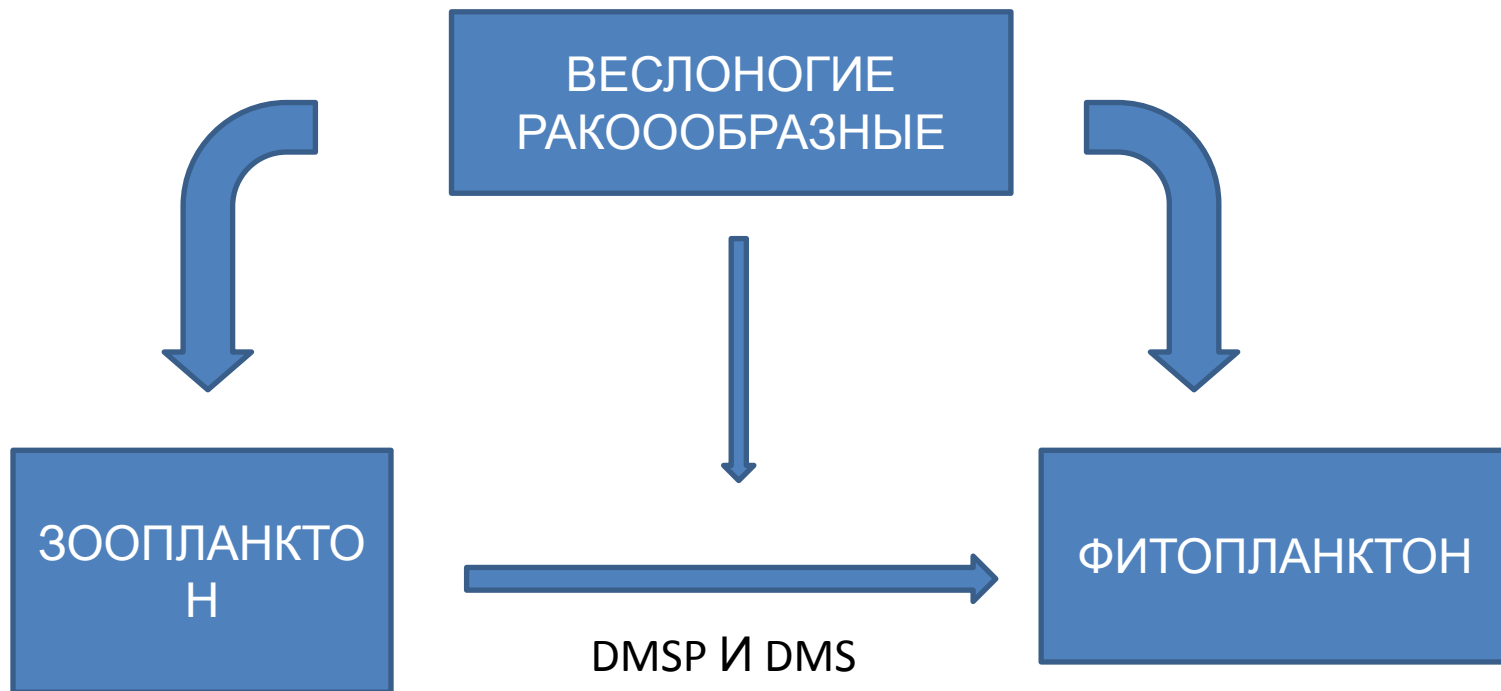 ВЕСЛОНОГИЕ
РАКОООБРАЗНЫЕ
ЗООПЛАНКТО
Н
ФИТОПЛАНКТОН
DMSP И DMS